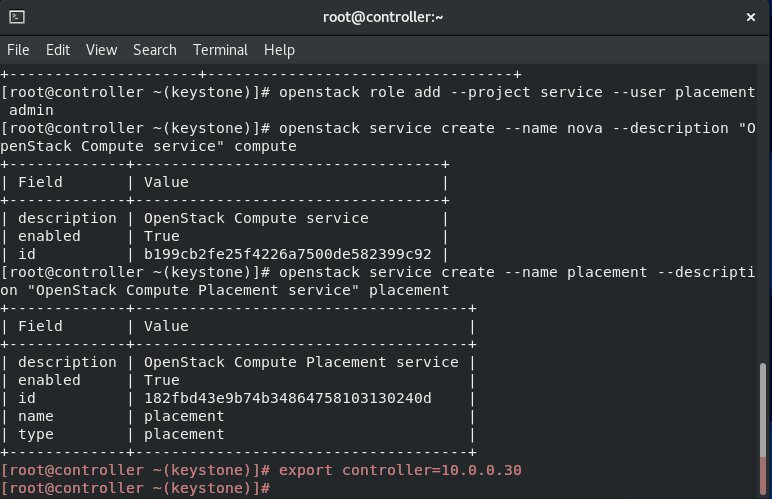 root@controller:~
File Edit View Search Terminal Help
+---------------------+----------------------------------+
[root@controller ~(keystone)]# openstack role add --project service --user placement
 admin
[root@controller ~(keystone)]# openstack service create --name nova --description "O
penStack Compute service" compute
+-------------+----------------------------------+
| Field       | Value                            |
+-------------+----------------------------------+
| description | OpenStack Compute service        |
| enabled     | True                             |
| id          | b199cb2fe25f4226a7500de582399c92 |
[root@controller ~(keystone)]# openstack service create --name placement --descripti
on "OpenStack Compute Placement service" placement
+-------------+-------------------------------------+
| Field       | Value                               |
+-------------+-------------------------------------+
| description | OpenStack Compute Placement service |
| enabled     | True                                |
| id          | 182fbd43e9b74b34864758103130240d    |
| name        | placement                           |
| type        | placement                           |
+-------------+-------------------------------------+
[root@controller ~(keystone)]# export controller=10.0.0.30
[root@controller ~(keystone)]#